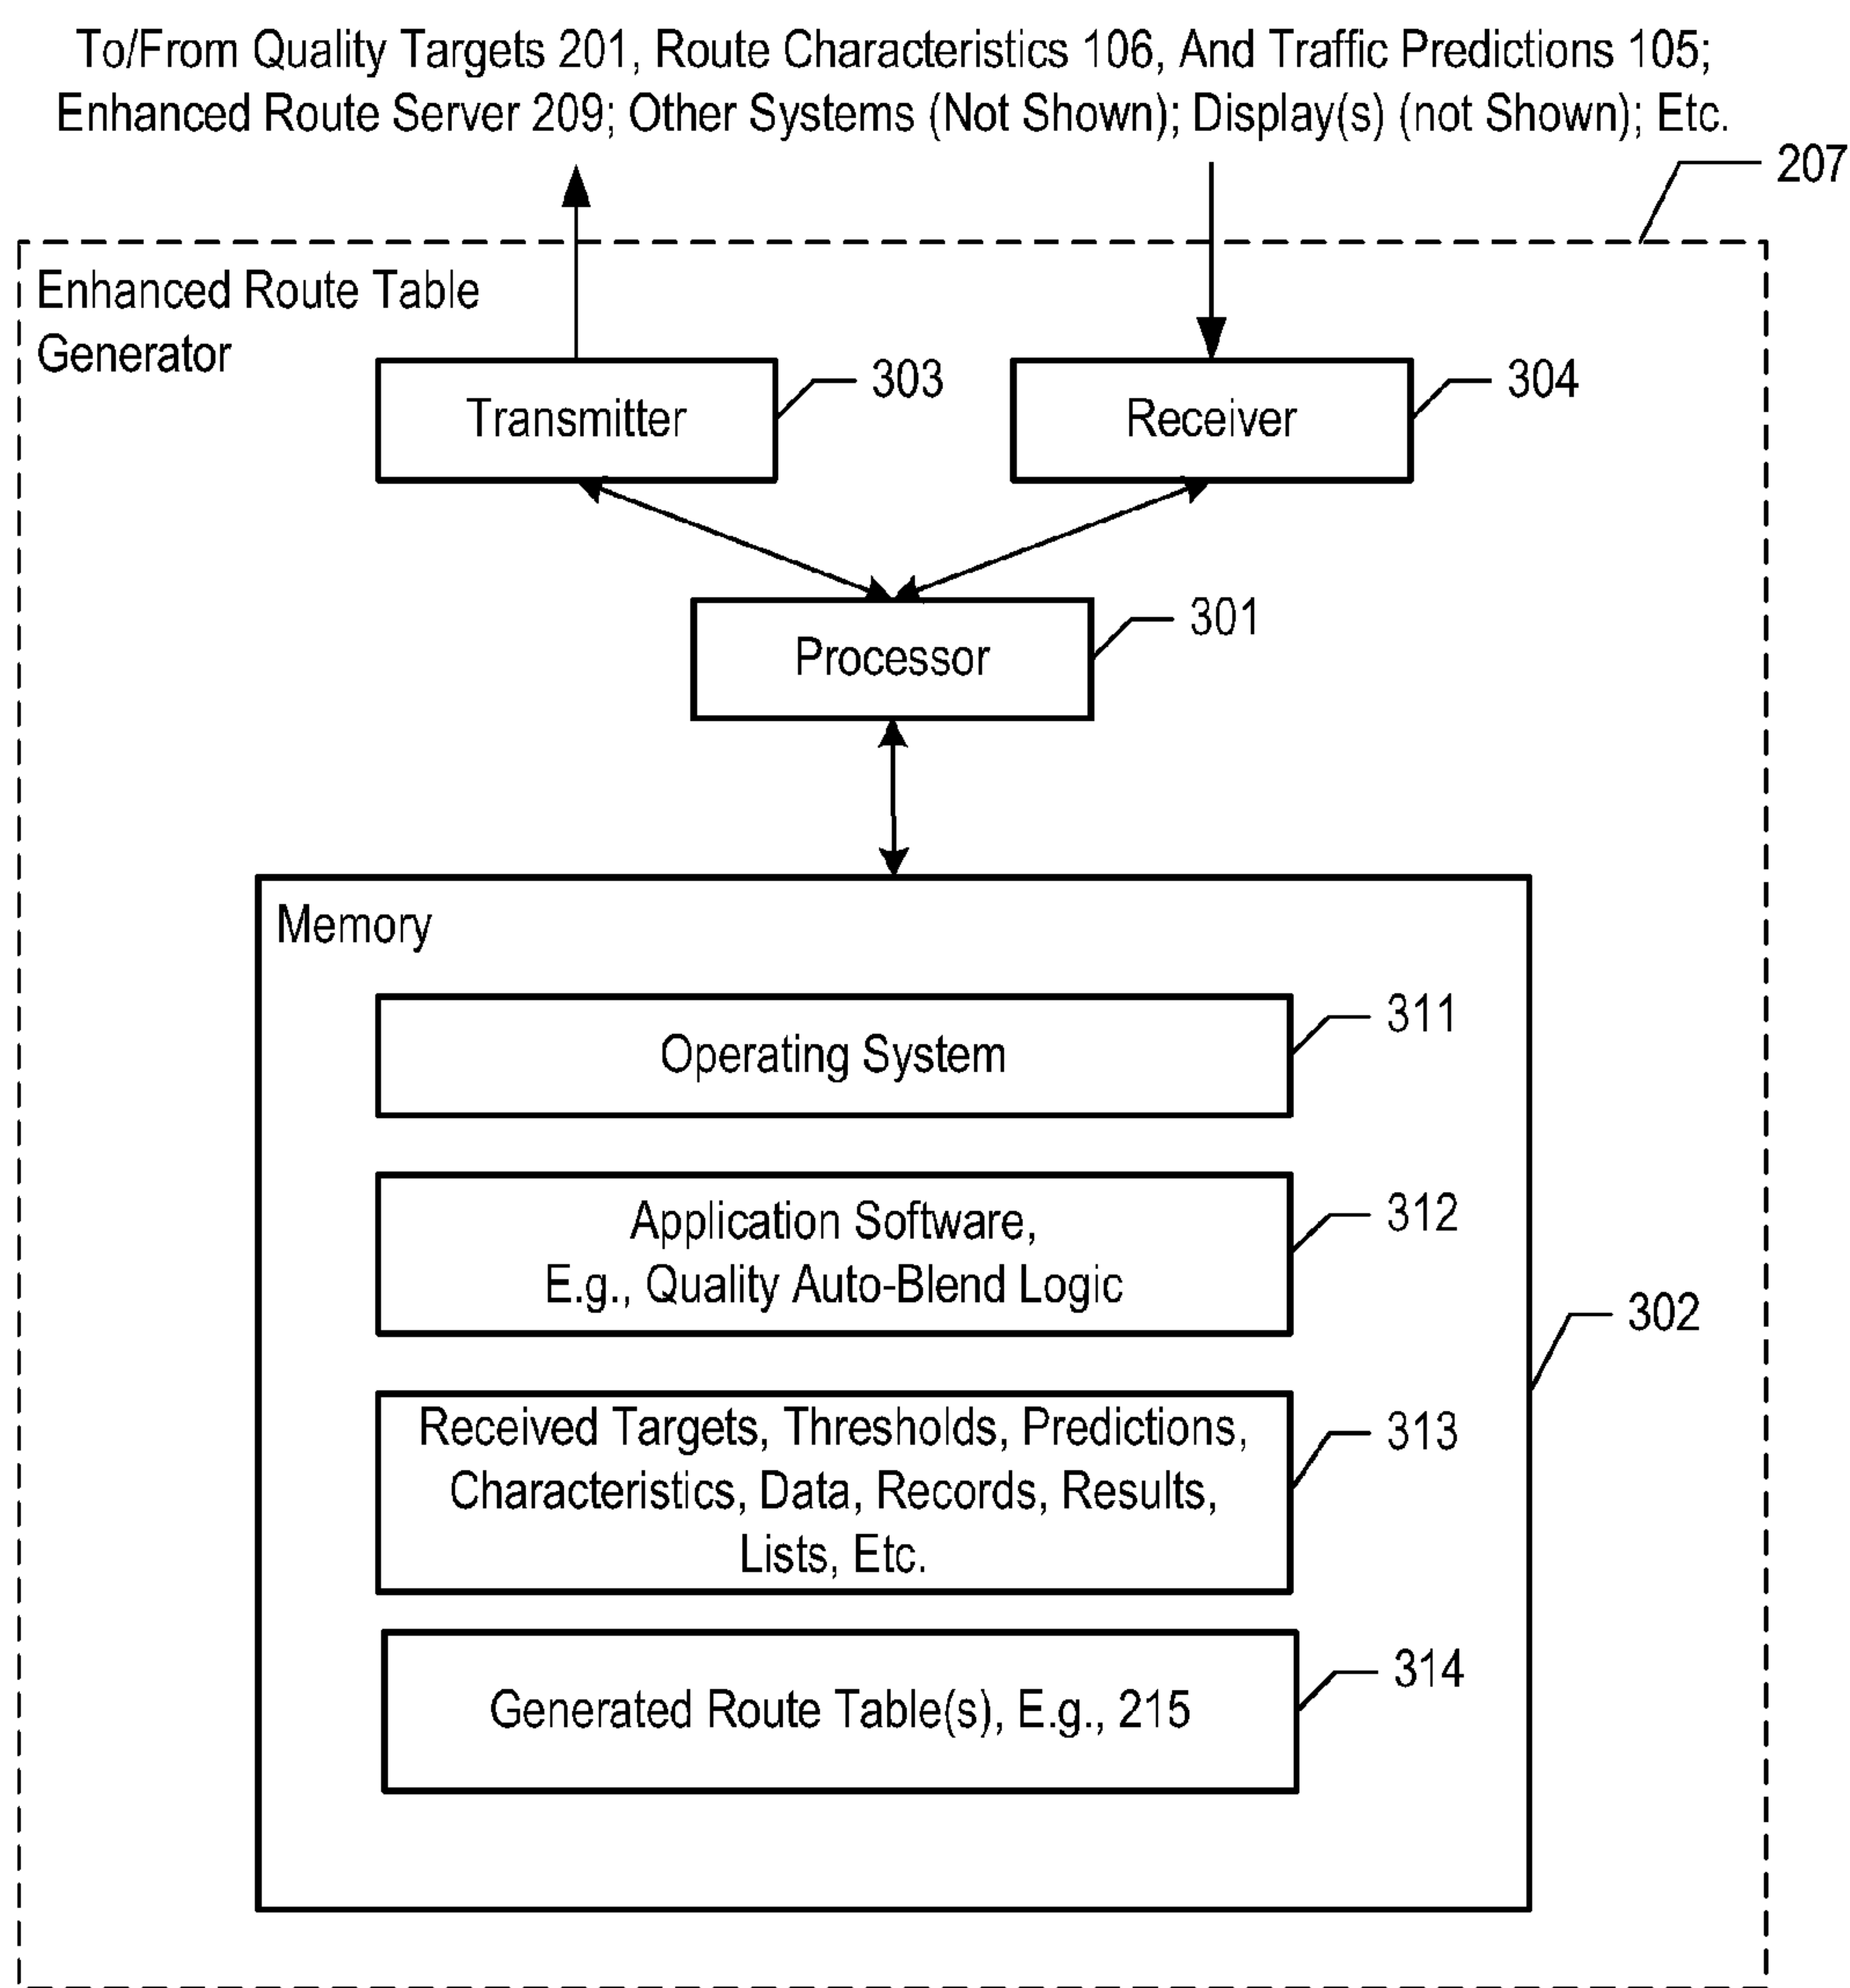 To/From Quality Targets 201, Route Characteristics 106, And Traffic Predictions 105;
Enhanced Route Server 209; Other Systems (Not Shown); Display(s) (not Shown); Etc.
207
Enhanced Route Table
Generator
Transmitter
303
Receiver
304
Processor
301
Memory
Operating System
311
Application Software,
E.g., Quality Auto-Blend Logic
312
302
Received Targets, Thresholds, Predictions,
Characteristics, Data, Records, Results,
Lists, Etc.
313
Generated Route Table(s), E.g., 215
314